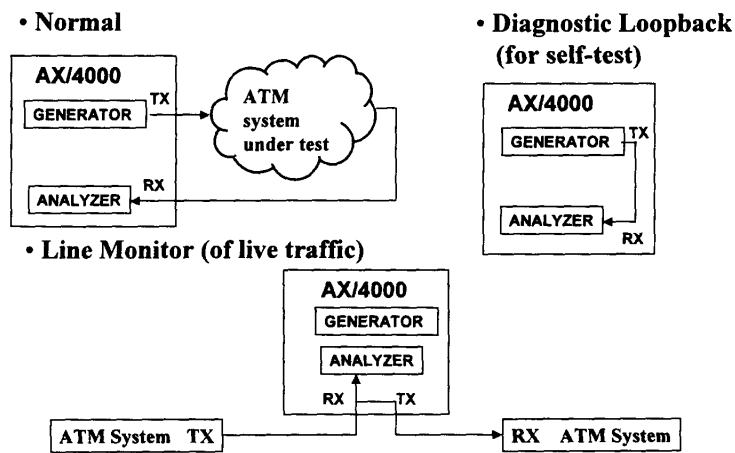 • Normal
AX/4000
GENERATOR
TX
ATM
system
under test
RX
ANALYZER
• Diagnostic Loopback
(for self-test)
AX/4000
GENERATOR
TX
ANALYZER
RX
• Line Monitor (of live traffic)
AX/4000
GENERATOR
ANALYZER
RX TX
ATM System TX
RX ATM System